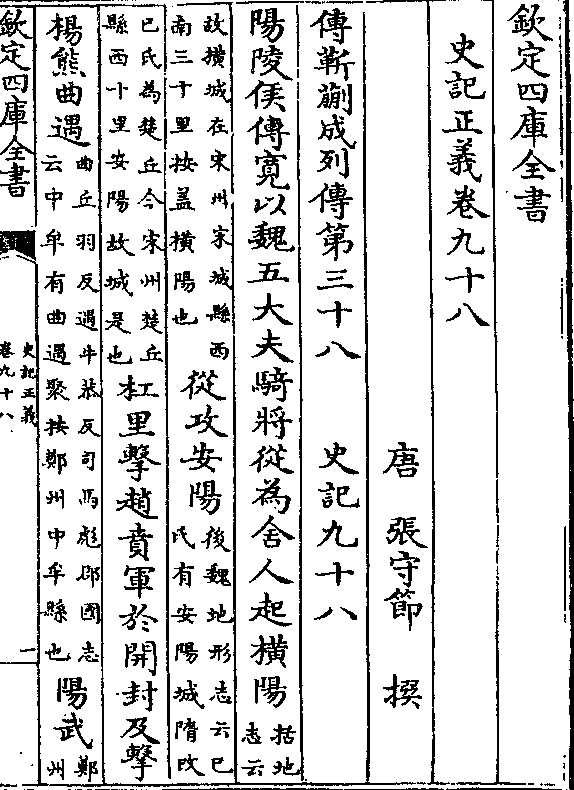 欽定四庫全書
史記正義卷九十八
唐 張守節 撰
傳靳蒯成列傳第三十八 史記九十八
陽陵侯傅寛以魏五大夫騎將從為舍人起橫陽括地志云
故橫城在宋州宋城縣西南三十里按蓋橫陽也從攻安陽後魏地形志云巳氏有安陽城隋改
巳氏為楚丘今宋州楚丘縣西十里安陽故城是也杠里擊趙賁軍於開封及擊
楊熊曲遇曲丘羽反遇牛恭反司馬彪郡國志云中牟有曲遇聚按鄭州中牟縣也陽武鄭州
欽定四庫全書
史記正義
卷九十八
一